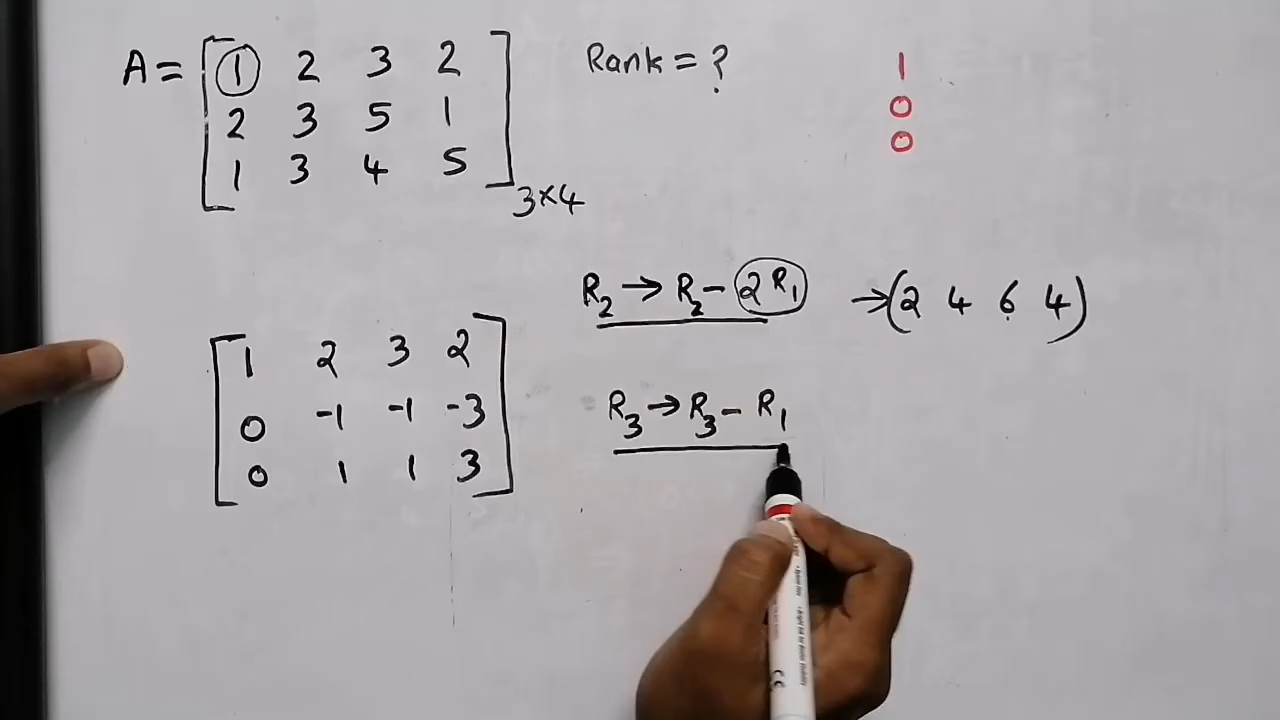 A = [ 1 2 3 2 ] Rank = ?
2 3 5 1
1 3 4 5
3×4
1
0
0
R2 → R2 - 2R1 → (2 4 6 4)
[ 1 2 3 2 ]
0 -1 -1 -3
0 1 1 3
R3 → R3 - R1
CE